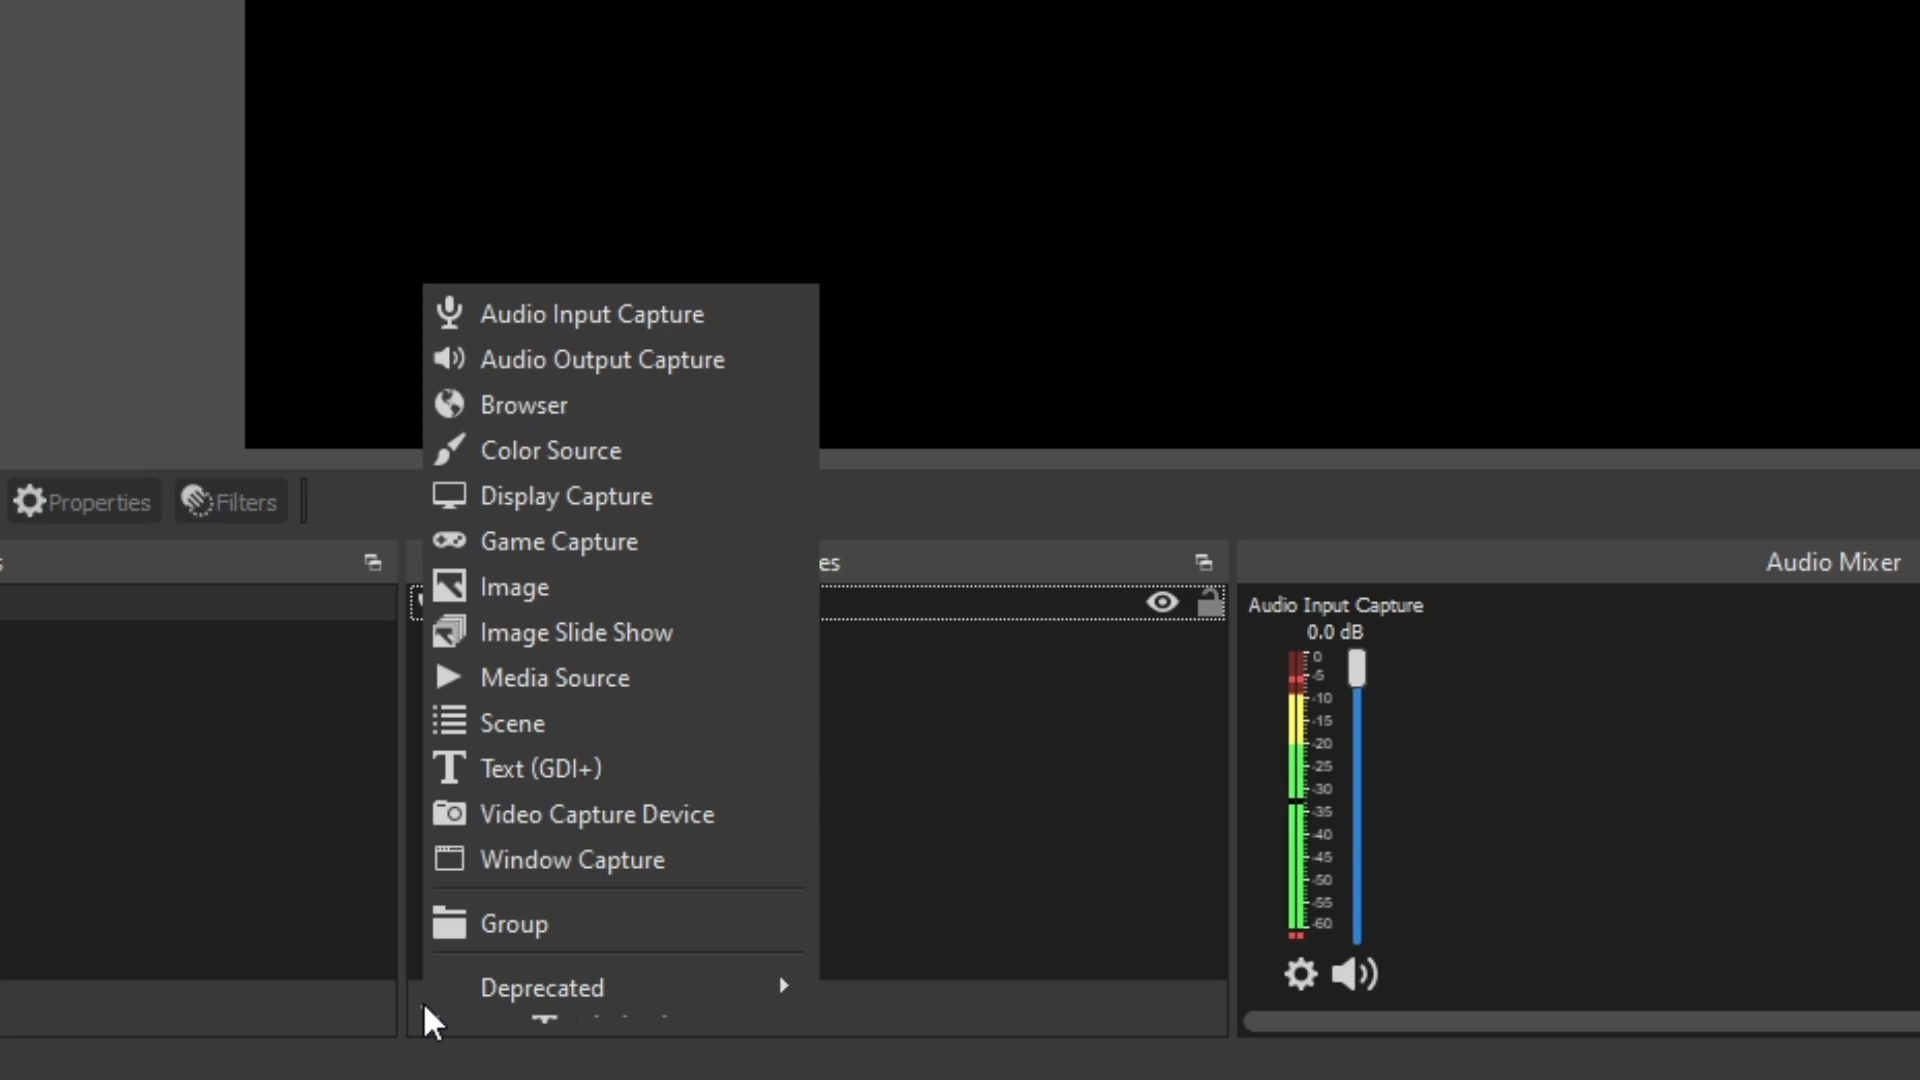 Audio Input Capture
Audio Output Capture
Browser
Color Source
Display Capture
Game Capture
Image
Image Slide Show
Media Source
Scene
Text (GDI+)
Video Capture Device
Window Capture
Group
Deprecated
Properties
Filters
s
es
Audio Mixer
Audio Input Capture
0.0 dB
0
-5
-10
-15
-20
-25
-30
-35
-40
-45
-50
-55
-60